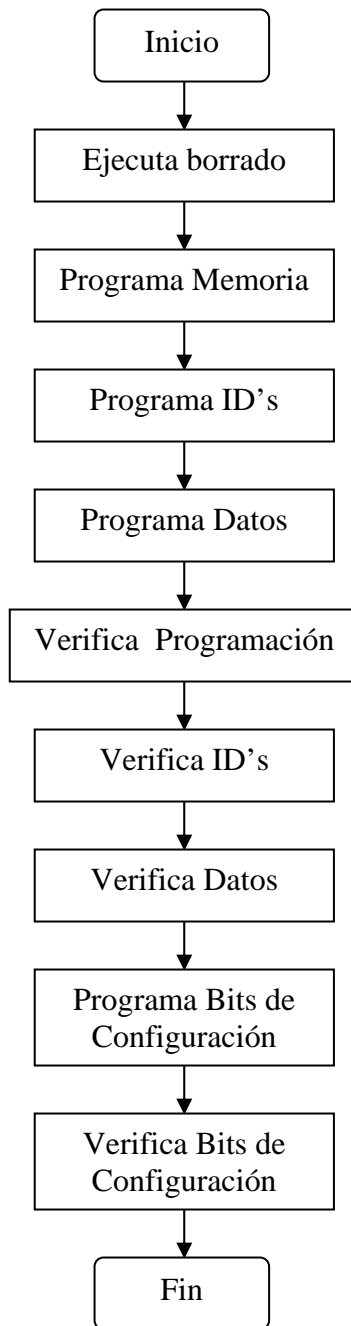 Inicio
Ejecuta borrado
Programa Memoria
Programa ID’s
Programa Datos
Verifica Programación
Verifica ID’s
Verifica Datos
Programa Bits de
Configuración
Verifica Bits de
Configuración
Fin